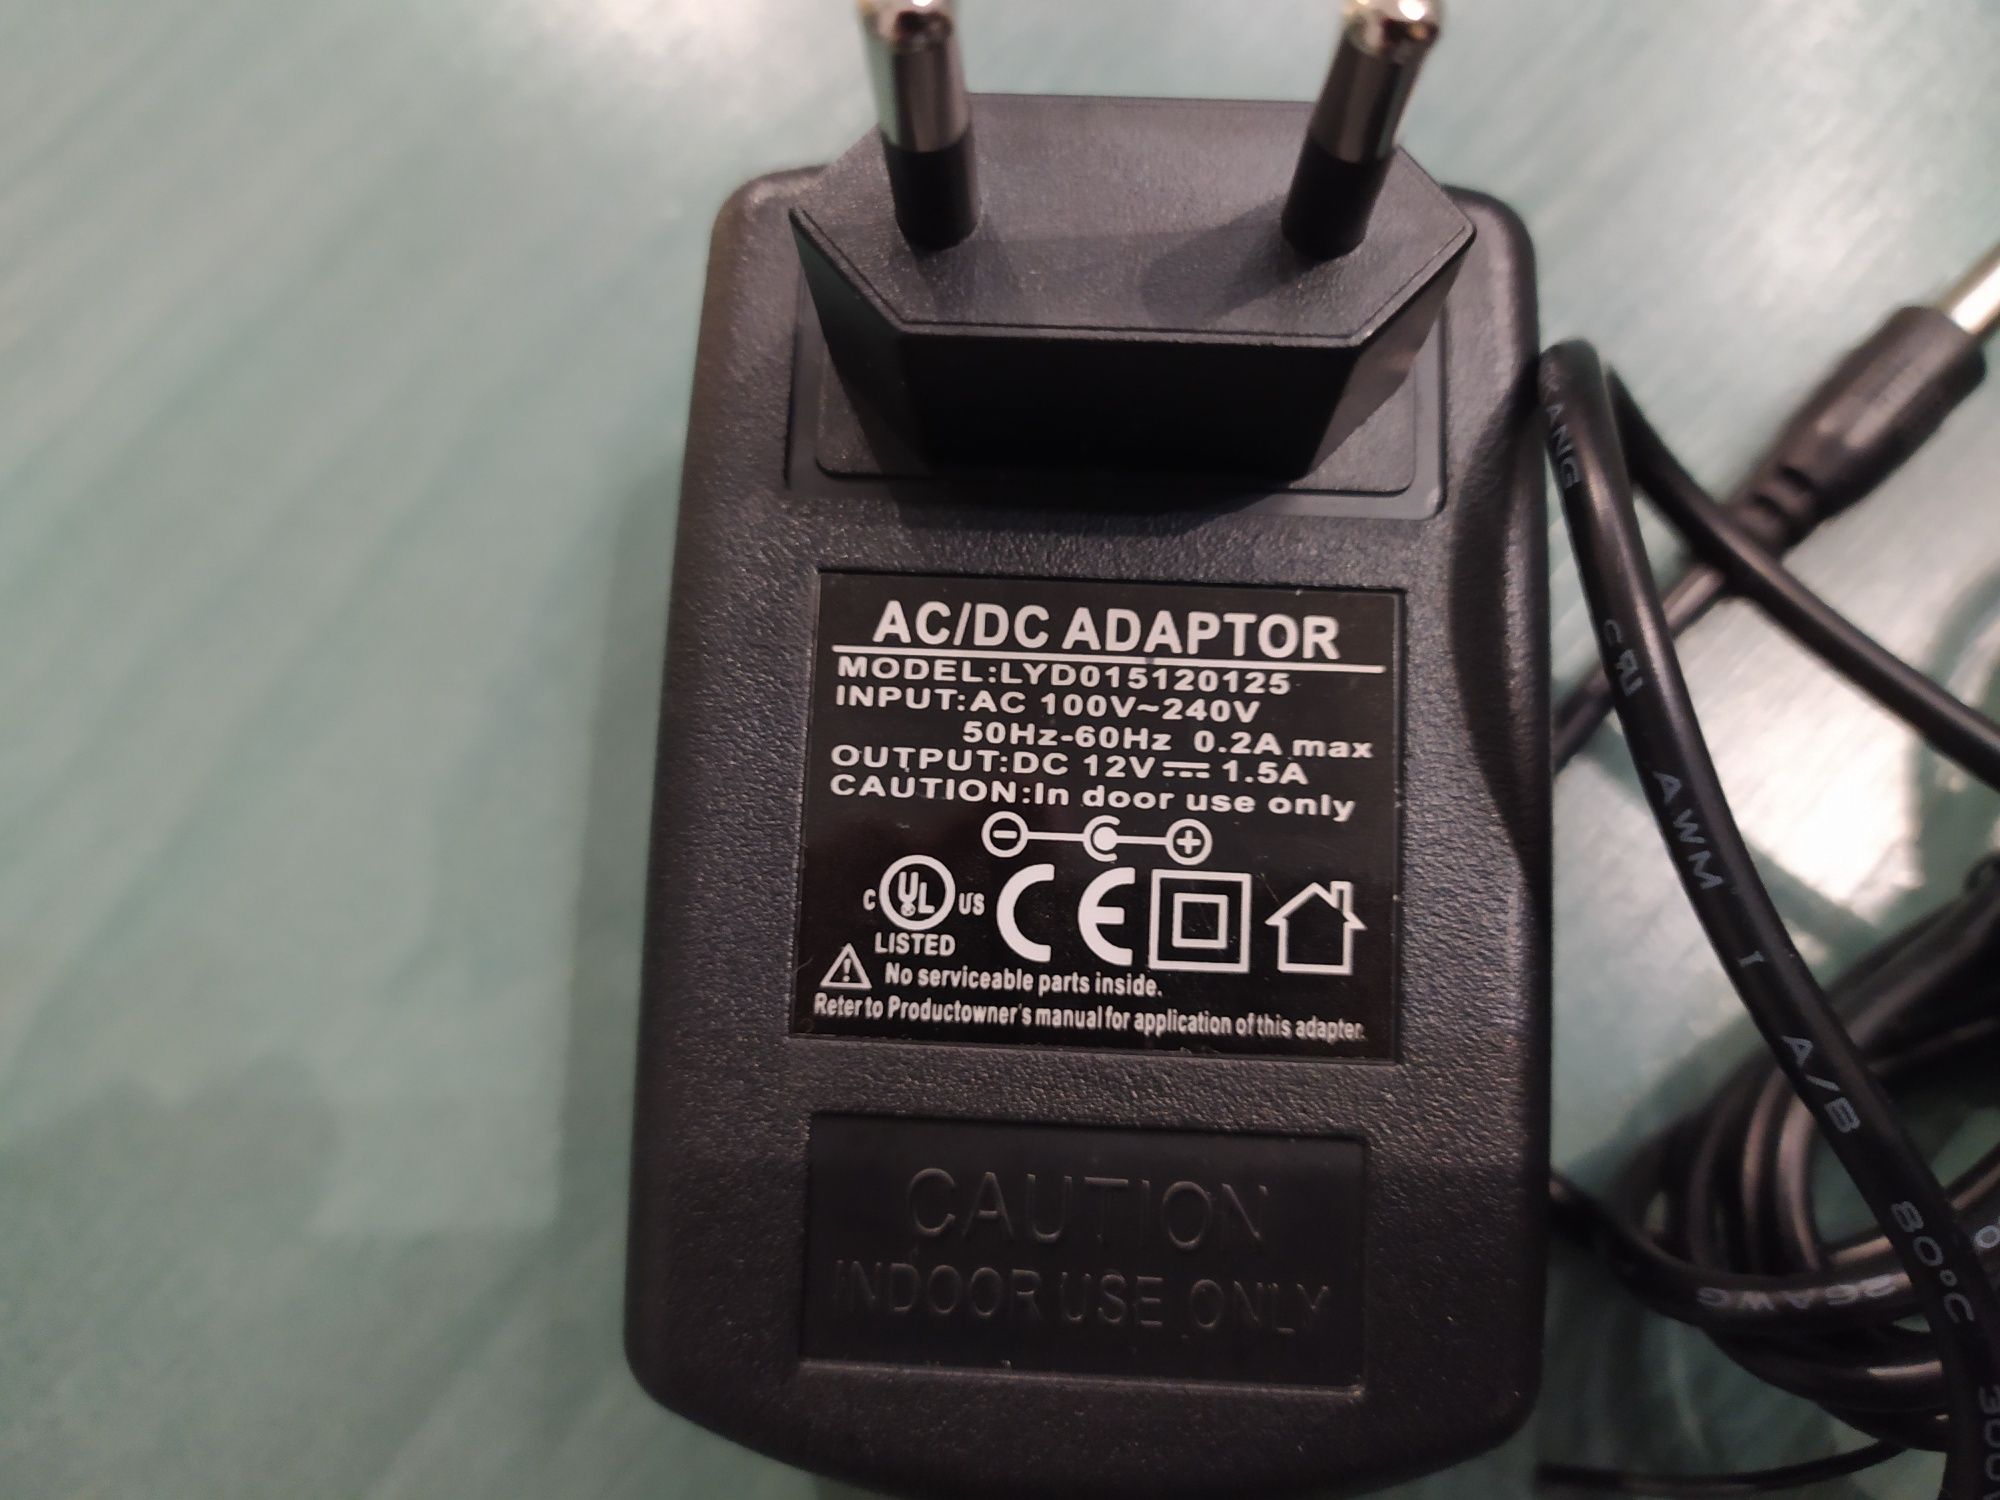 AC/DC ADAPTOR
MODEL:LYD015120125
INPUT:AC 100V~240V
50Hz-60Hz 0.2A max
OUTPUT:DC 12V⎓1.5A
CAUTION:In door use only
c UL US CE
LISTED
No serviceable parts inside.
Reter to Productowner's manual for application of this adapter.
CAUTION
INDOOR USE ONLY
AWM I A/B 80°C 300
26AWG